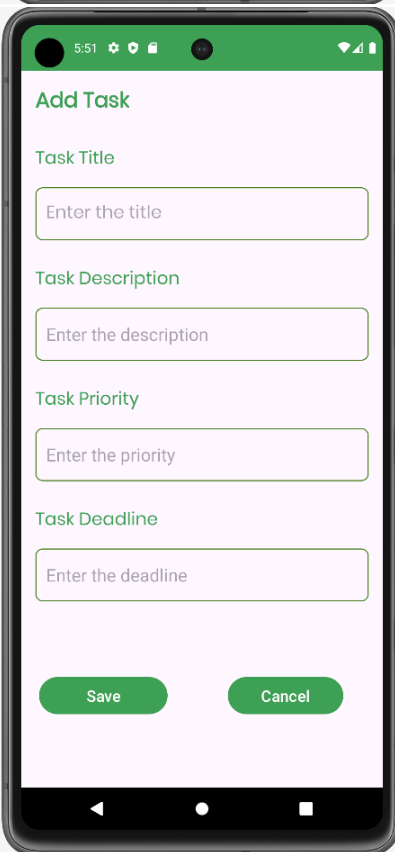 5:51
Add Task
Task Title
Enter the title
Task Description
Enter the description
Task Priority
Enter the priority
Task Deadline
Enter the deadline
Save Cancel